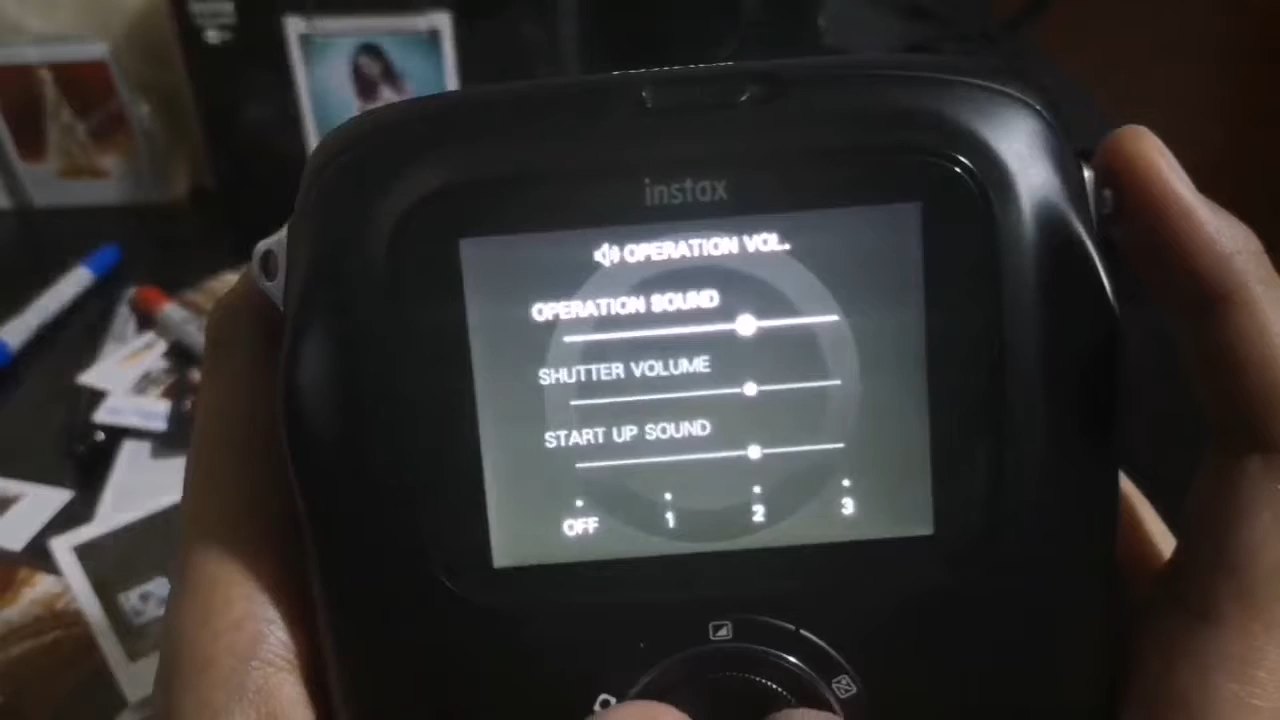 instax
OPERATION VOL.
OPERATION SOUND
SHUTTER VOLUME
START UP SOUND
OFF 1 2 3